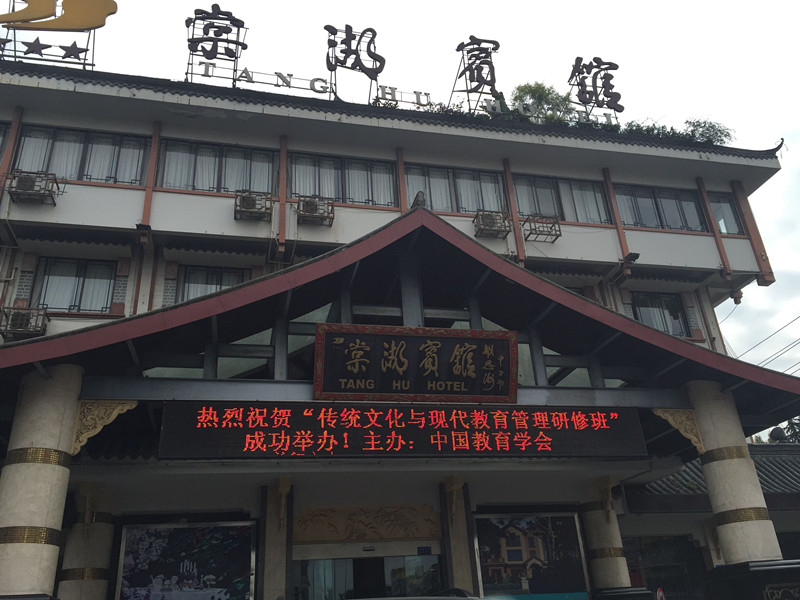 棠湖賓館
TANG HU HOTEL
棠湖賓館
TANG HU HOTEL
热烈祝贺“传统文化与现代教育管理研修班”
成功举办！主办：中国教育学会